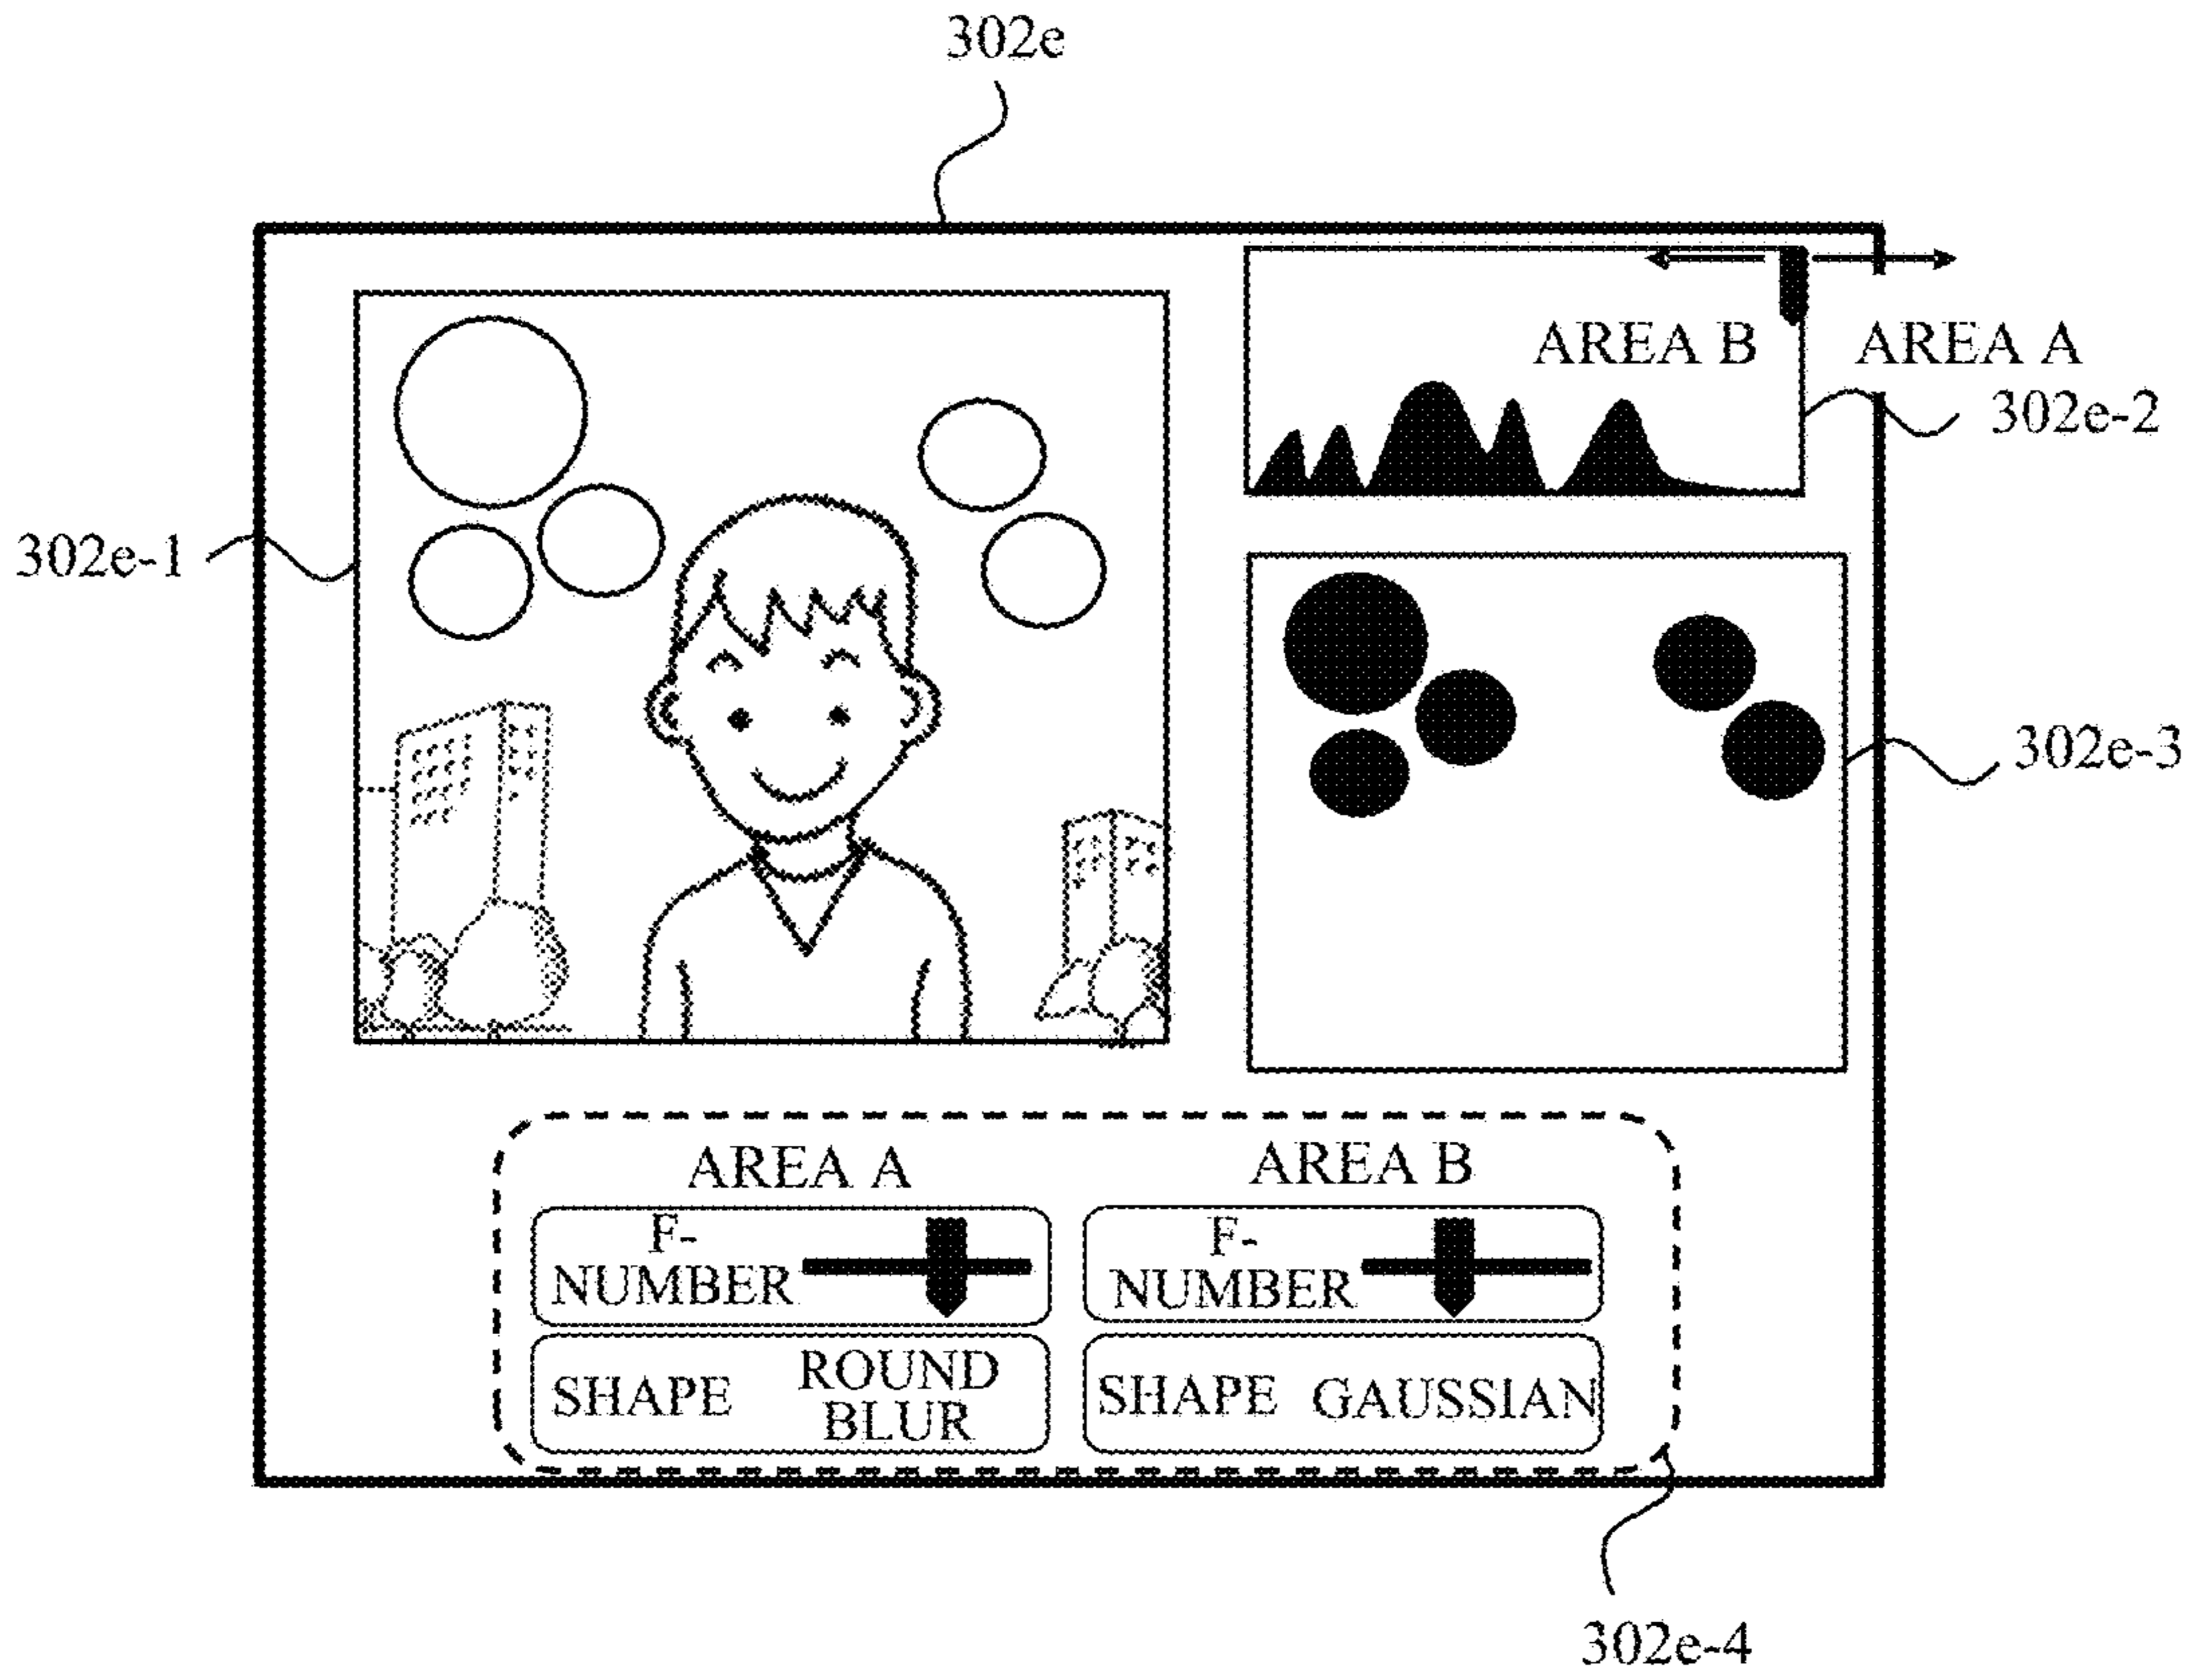 302e
AREA B
AREA A
302e-2
302e-1
302e-3
AREA A
AREA B
F-
NUMBER
F-
NUMBER
SHAPE
ROUND
BLUR
SHAPE
GAUSSIAN
302e-4